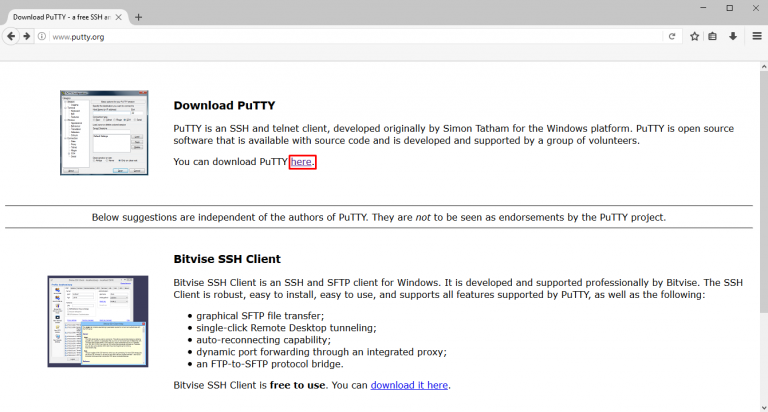 Download PuTTY - a free SSH an
www.putty.org
Download PuTTY
PuTTY is an SSH and telnet client, developed originally by Simon Tatham for the Windows platform. PuTTY is open source
software that is available with source code and is developed and supported by a group of volunteers.
You can download PuTTY here.
Below suggestions are independent of the authors of PuTTY. They are not to be seen as endorsements by the PuTTY project.
Bitvise SSH Client
Bitvise SSH Client is an SSH and SFTP client for Windows. It is developed and supported professionally by Bitvise. The SSH
Client is robust, easy to install, easy to use, and supports all features supported by PuTTY, as well as the following:
• graphical SFTP file transfer;
• single-click Remote Desktop tunneling;
• auto-reconnecting capability;
• dynamic port forwarding through an integrated proxy;
• an FTP-to-SFTP protocol bridge.
Bitvise SSH Client is free to use. You can download it here.